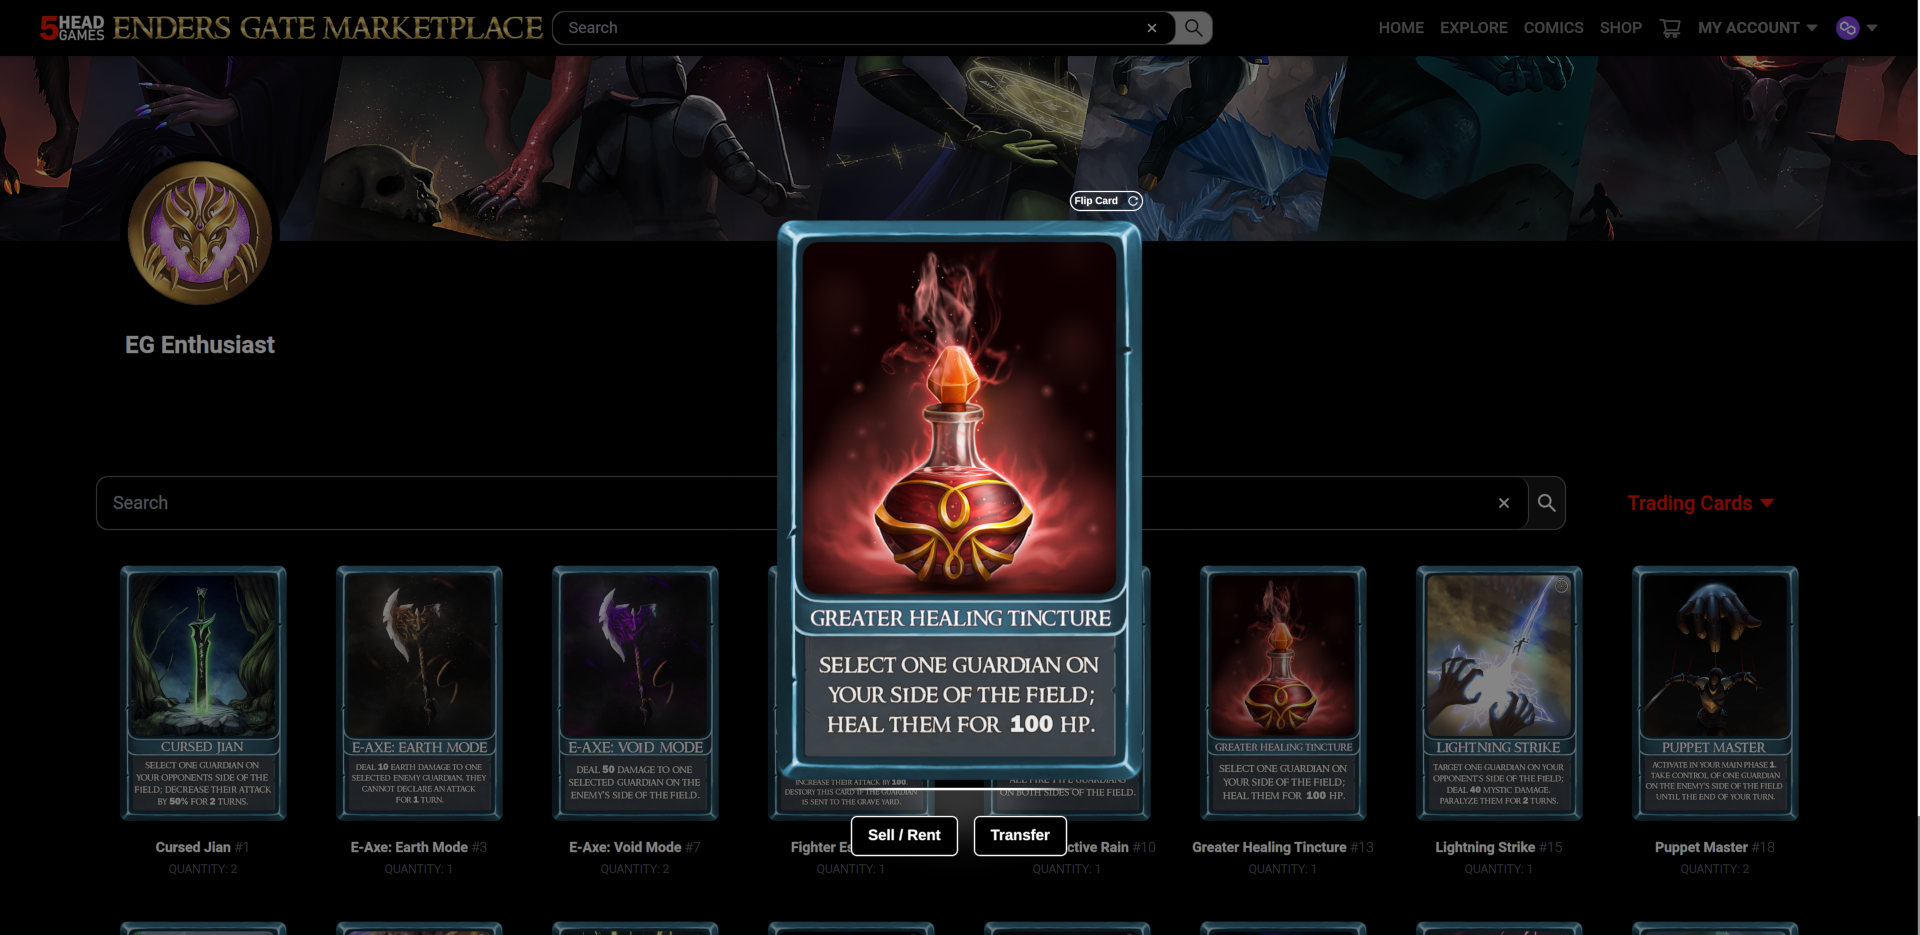 5HEAD GAMES
ENDERS GATE MARKETPLACE
Search
HOME
EXPLORE
COMICS
SHOP
MY ACCOUNT
Flip Card
EG Enthusiast
Search
Trading Cards
GREATER HEALING TINCTURE
SELECT ONE GUARDIAN ON
YOUR SIDE OF THE FIELD;
HEAL THEM FOR 100 HP.
Sell / Rent
Transfer
CURSED JIAN
SELECT ONE GUARDIAN ON
YOUR OPPONENTS SIDE OF THE
FIELD; DECREASE THEIR ATTACK
BY 50% FOR 2 TURNS.
Cursed Jian #1
QUANTITY: 2
E-AXE: EARTH MODE
DEAL 10 EARTH DAMAGE TO ONE
SELECTED ENEMY GUARDIAN, THEY
CANNOT DECLARE AN ATTACK
FOR 1 TURN.
E-Axe: Earth Mode #3
QUANTITY: 1
E-AXE: VOID MODE
DEAL 50 DAMAGE TO ONE
SELECTED GUARDIAN ON THE
ENEMY'S SIDE OF THE FIELD.
E-Axe: Void Mode #7
QUANTITY: 2
INCREASE THEIR ATTACK BY 100.
DESTORY THIS CARD IF THE GUARDIAN
IS SENT TO THE GRAVE YARD.
Fighter Es
QUANTITY: 1
ALL FIRE TYPE GUARDIANS
ON BOTH SIDES OF THE FIELD.
ctive Rain #10
QUANTITY: 1
GREATER HEALING TINCTURE
SELECT ONE GUARDIAN ON
YOUR SIDE OF THE FIELD;
HEAL THEM FOR 100 HP.
Greater Healing Tincture #13
QUANTITY: 1
LIGHTNING STRIKE
TARGET ONE GUARDIAN ON YOUR
OPPONENT'S SIDE OF THE FIELD;
DEAL 40 MYSTIC DAMAGE.
PARALYZE THEM FOR 2 TURNS.
Lightning Strike #15
QUANTITY: 1
PUPPET MASTER
ACTIVATE IN YOUR MAIN PHASE 1.
TAKE CONTROL OF ONE GUARDIAN
ON THE ENEMY'S SIDE OF THE FIELD
UNTIL THE END OF YOUR TURN.
Puppet Master #18
QUANTITY: 2